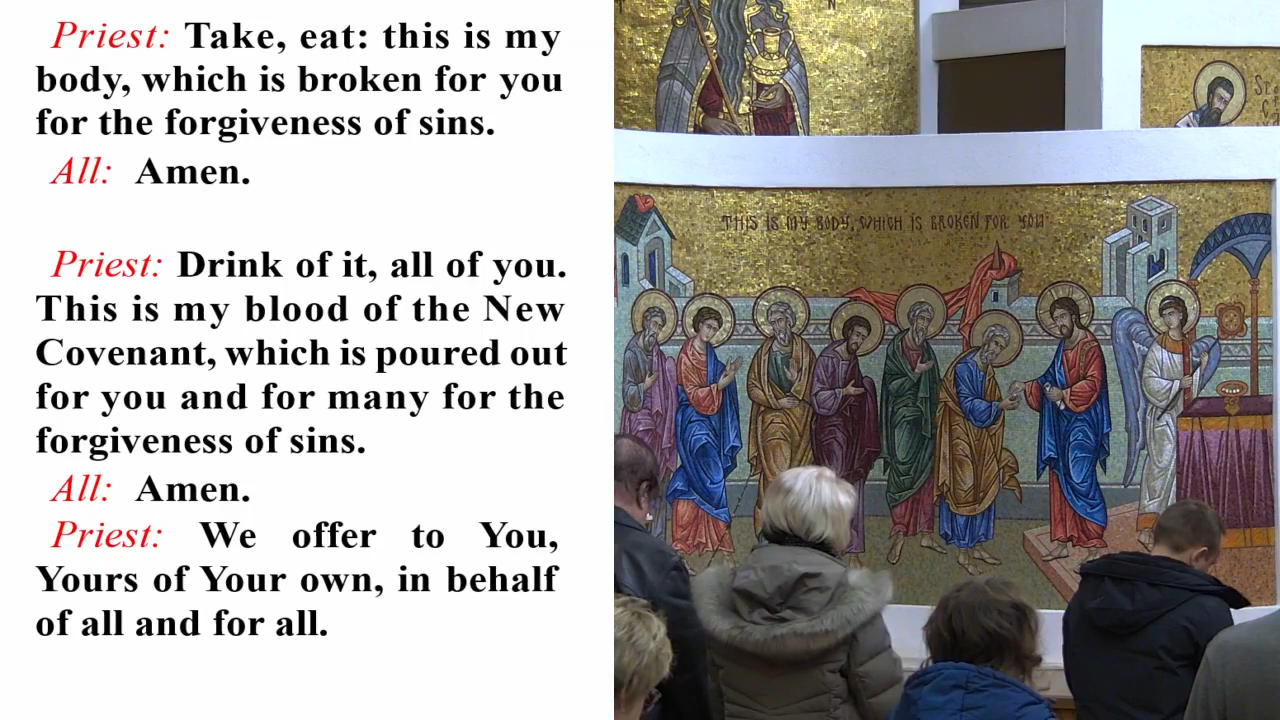 Priest: Take, eat: this is my
body, which is broken for you
for the forgiveness of sins.
All: Amen.
Priest: Drink of it, all of you.
This is my blood of the New
Covenant, which is poured out
for you and for many for the
forgiveness of sins.
All: Amen.
Priest: We offer to You,
Yours of Your own, in behalf
of all and for all.
THIS IS MY BODY, WHICH IS BROKEN FOR YOU